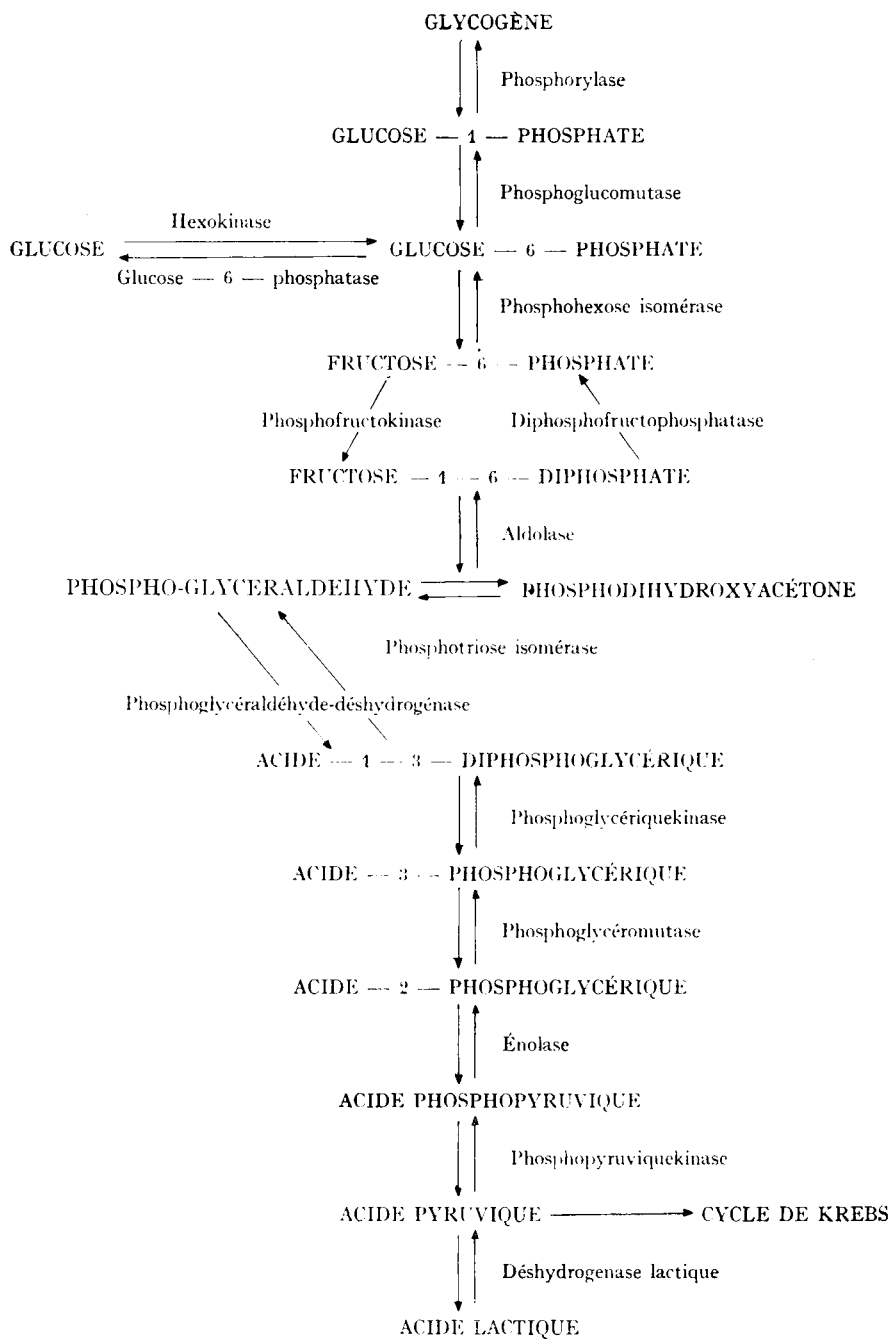 GLYCOGÈNE
Phosphorylase
GLUCOSE — 1 — PHOSPHATE
Phosphoglucomutase
Hexokinase
GLUCOSE
GLUCOSE — 6 — PHOSPHATE
Glucose — 6 — phosphatase
Phosphohexose isomérase
FRUCTOSE — 6 — PHOSPHATE
Phosphofructokinase
Diphosphofructophosphatase
FRUCTOSE — 1 — 6 — DIPHOSPHATE
Aldolase
PHOSPHO-GLYCERALDEHYDE
PHOSPHODIHYDROXYACÉTONE
Phosphotriose isomérase
Phosphoglycéraldéhyde-déshydrogénase
ACIDE — 1 — 3 — DIPHOSPHOGLYCÉRIQUE
Phosphoglycériquekinase
ACIDE — 3 — PHOSPHOGLYCÉRIQUE
Phosphoglycéromutase
ACIDE — 2 — PHOSPHOGLYCÉRIQUE
Énolase
ACIDE PHOSPHOPYRUVIQUE
Phosphopyruviquekinase
ACIDE PYRUVIQUE
CYCLE DE KREBS
Déshydrogenase lactique
ACIDE LACTIQUE